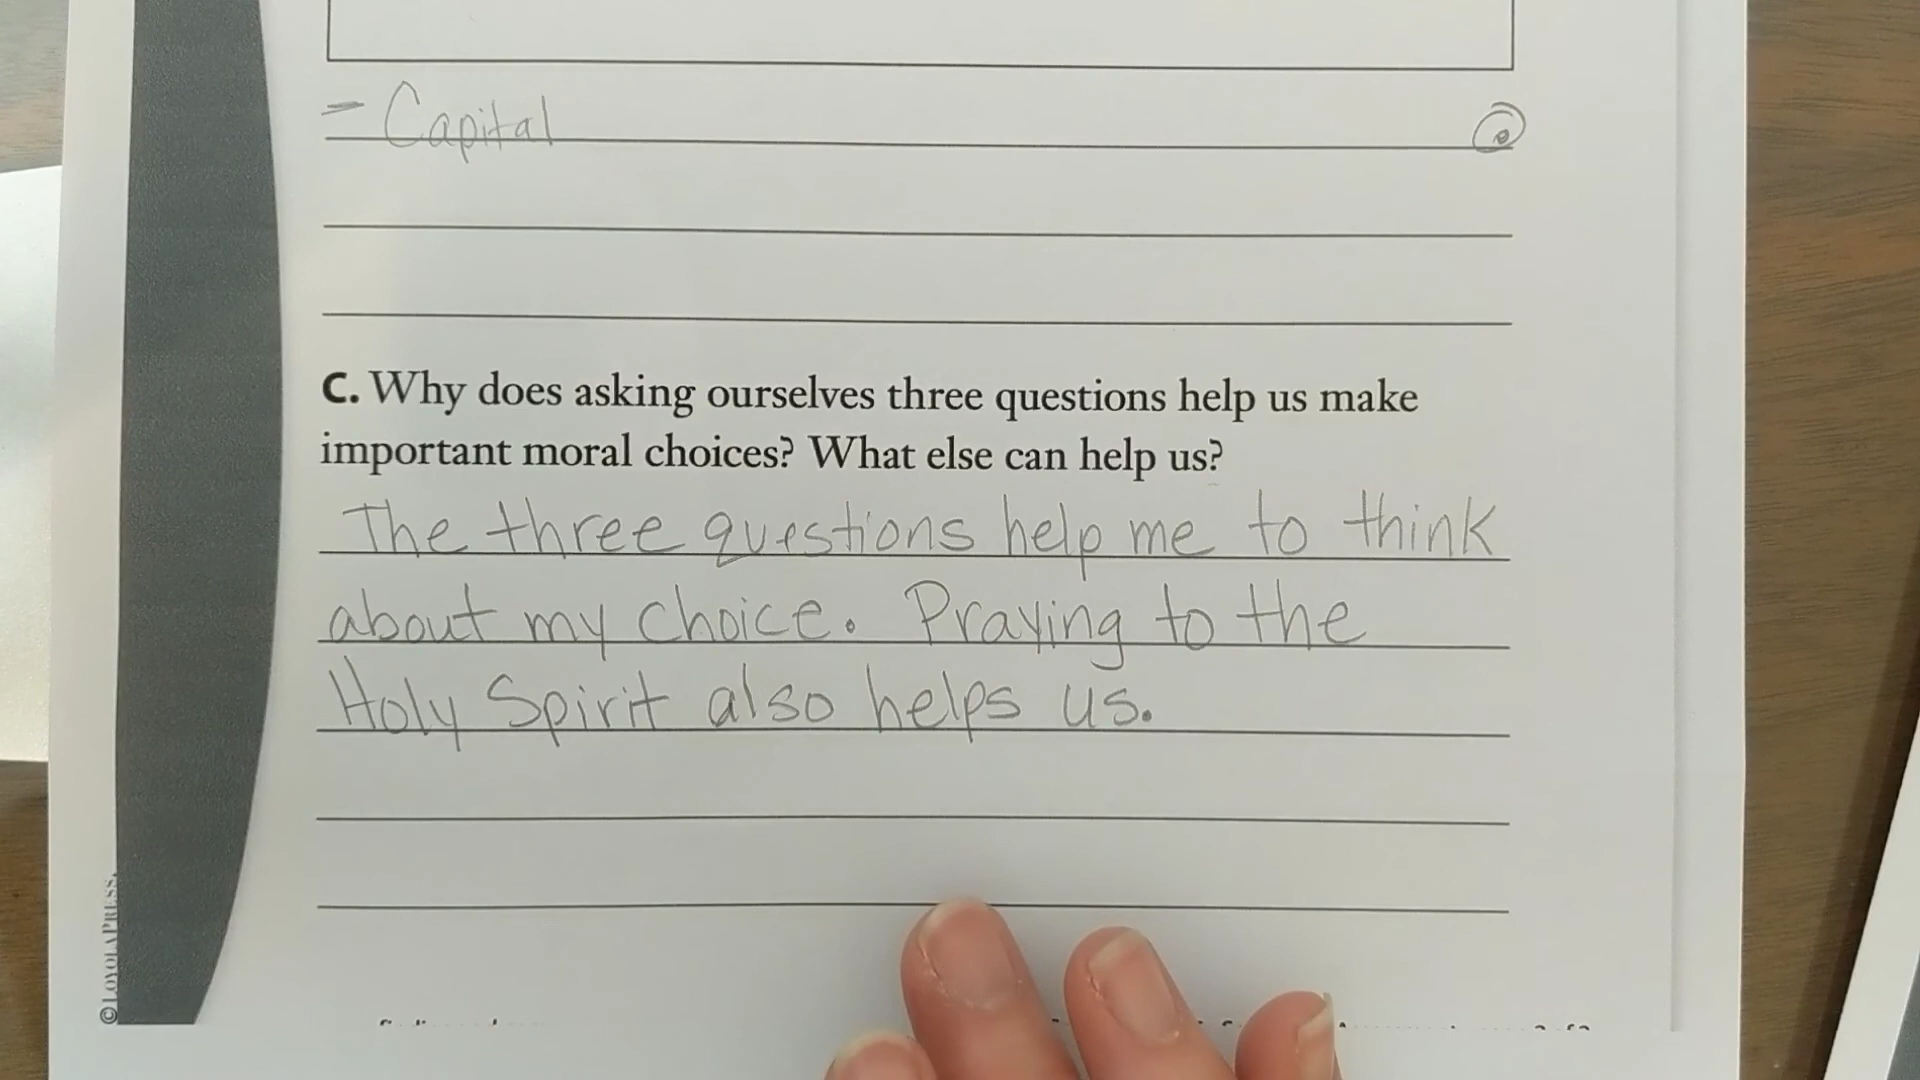 = Capital
C. Why does asking ourselves three questions help us make
important moral choices? What else can help us?
The three questions help me to think
about my choice. Praying to the
Holy Spirit also helps us.
©LOYOLAPRESS.